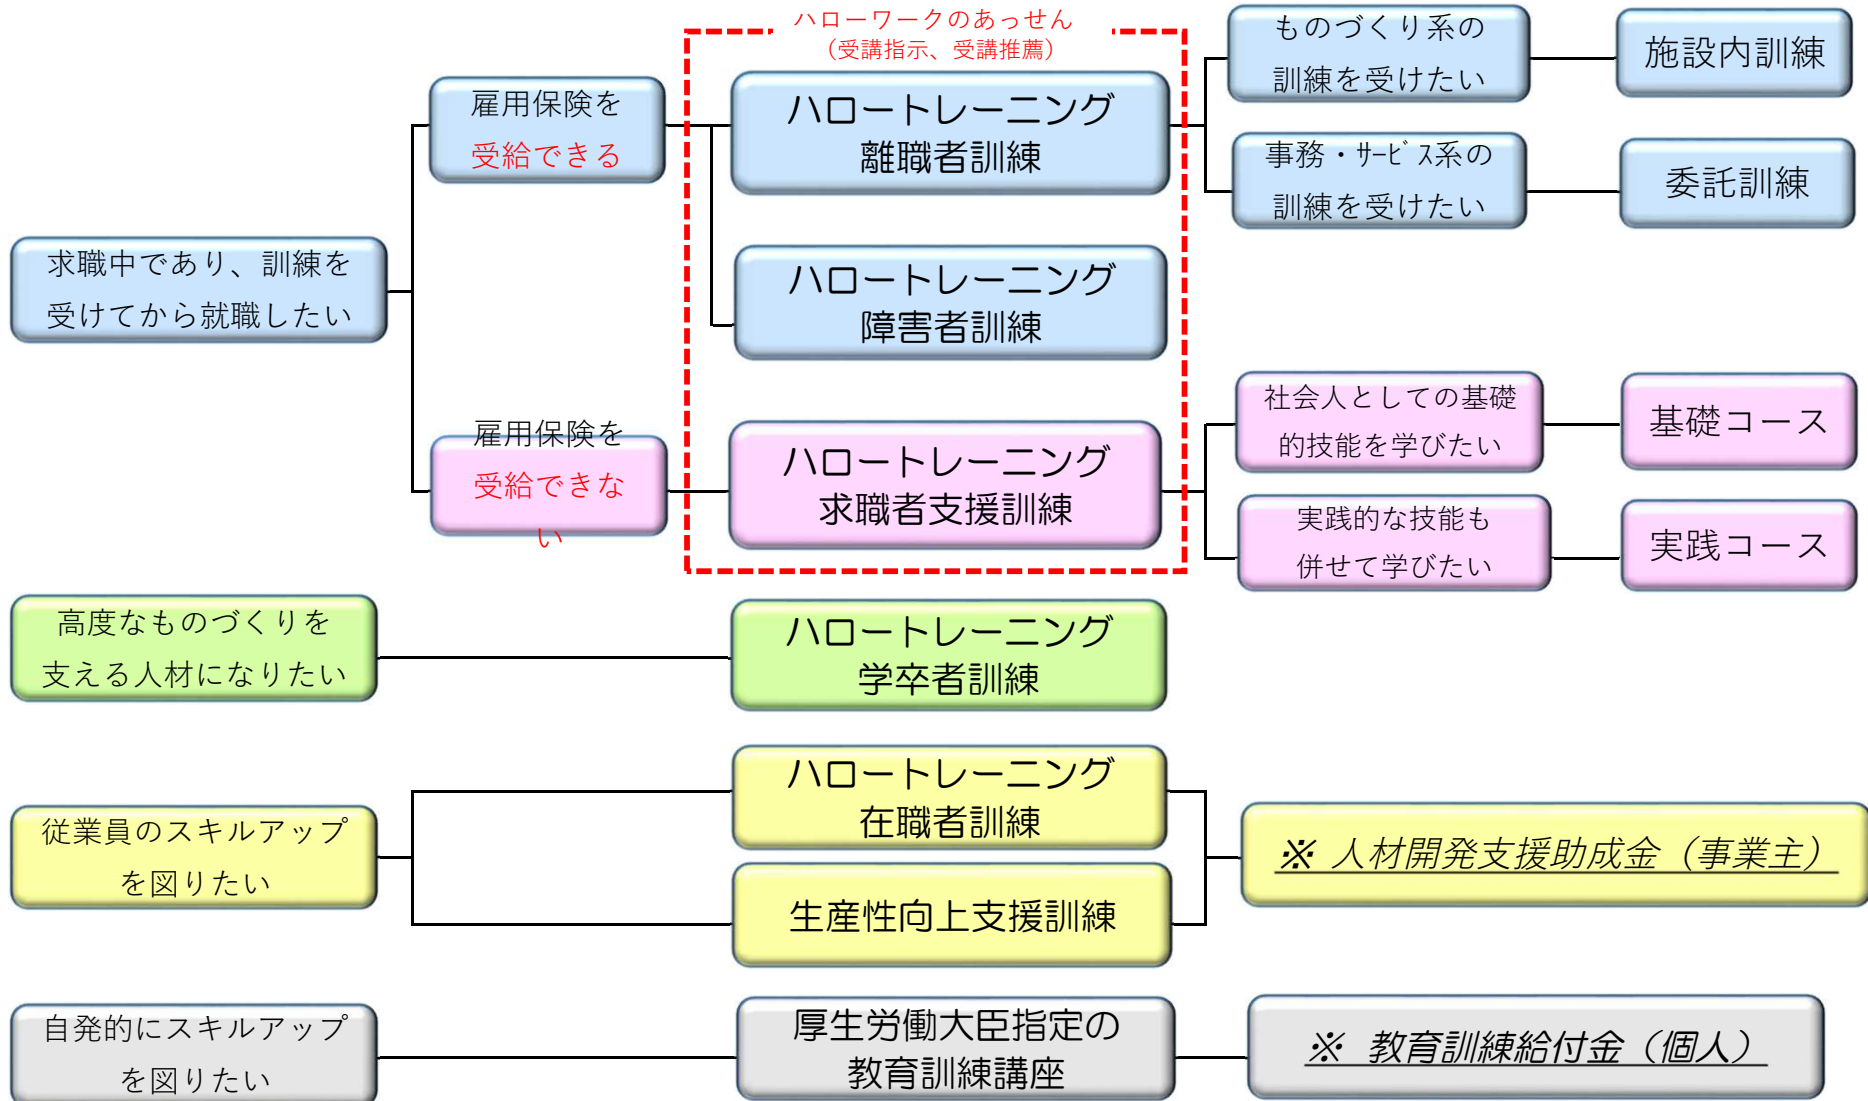 ハローワークのあっせん
（受講指示、受講推薦）
求職中であり、訓練を
受けてから就職したい
雇用保険を
受給できる
ハロートレーニング
離職者訓練
ものづくり系の
訓練を受けたい
施設内訓練
事務・ｻｰﾋﾞｽ系の
訓練を受けたい
委託訓練
ハロートレーニング
障害者訓練
雇用保険を
受給できな
い
ハロートレーニング
求職者支援訓練
社会人としての基礎
的技能を学びたい
基礎コース
実践的な技能も
併せて学びたい
実践コース
高度なものづくりを
支える人材になりたい
ハロートレーニング
学卒者訓練
従業員のスキルアップ
を図りたい
ハロートレーニング
在職者訓練
生産性向上支援訓練
※ 人材開発支援助成金（事業主）
自発的にスキルアップ
を図りたい
厚生労働大臣指定の
教育訓練講座
※ 教育訓練給付金（個人）